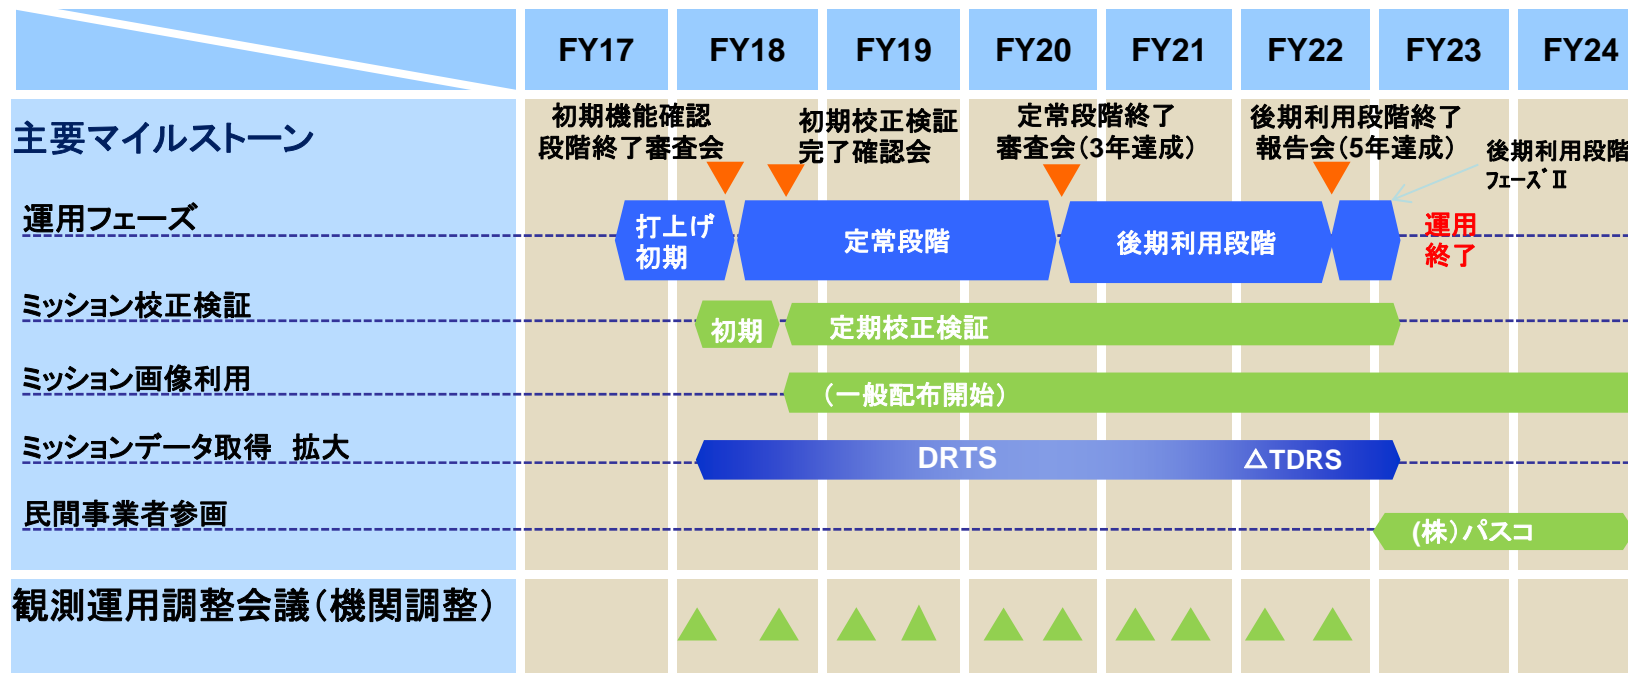 FY17 FY18 FY19 FY20 FY21 FY22 FY23 FY24
主要マイルストーン
初期機能確認
段階終了審査会
初期校正検証
完了確認会
定常段階終了
審査会(3年達成)
後期利用段階終了
報告会(5年達成)
後期利用段階
フェーズⅡ
運用フェーズ
打上げ
初期
定常段階
後期利用段階
運用
終了
ミッション校正検証
初期
定期校正検証
ミッション画像利用
(一般配布開始)
ミッションデータ取得 拡大
DRTS
△TDRS
民間事業者参画
(株)パスコ
観測運用調整会議(機関調整)